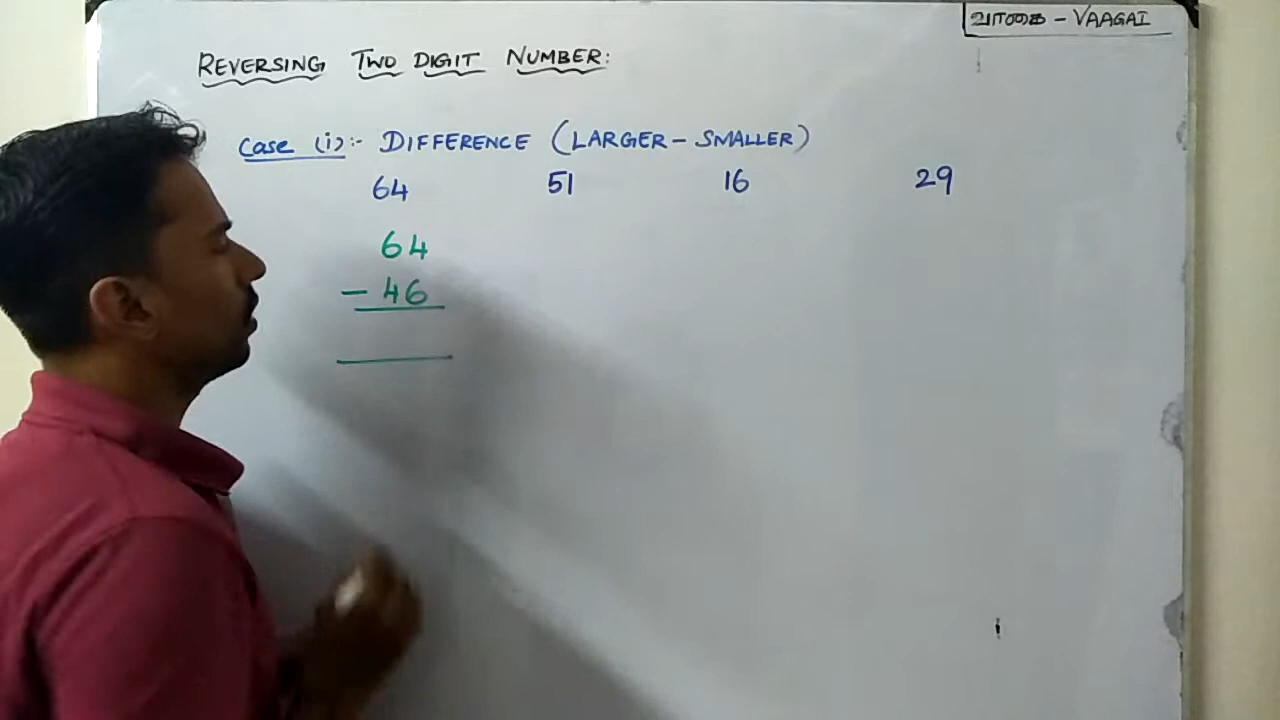 வாகை - VAAGAI
REVERSING TWO DIGIT NUMBER:
Case (i):- DIFFERENCE (LARGER - SMALLER)
64 51 16 29
64
- 46